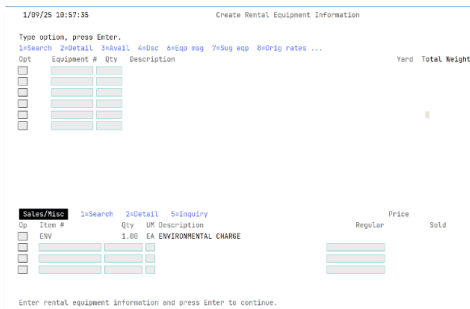 1/09/25 10:57:35 Create Rental Equipment Information
Type option, press Enter.
1=Search 2=Detail 3=Avail 4=Dsc 6=Eqp msg 7=Sug eqp 8=Orig rates ...
Opt Equipment # Qty Description Yard Total Weight
Sales/Misc 1=Search 2=Detail 5=Inquiry Price
Op Item # Qty UM Description Regular Sold
ENV 1.00 EA ENVIRONMENTAL CHARGE
Enter rental equipment information and press Enter to continue.